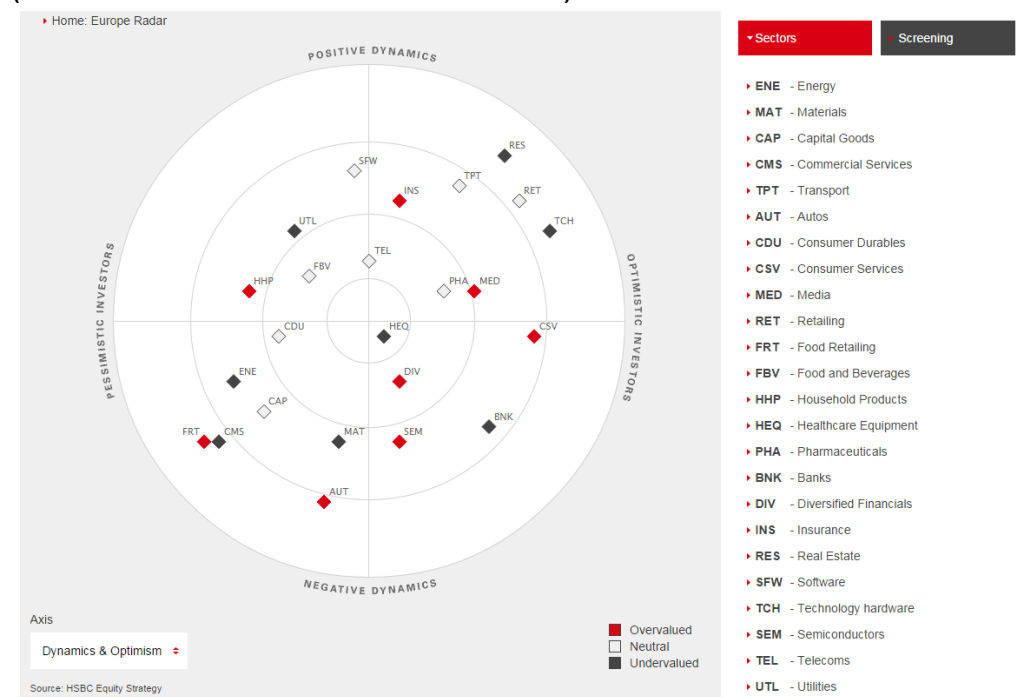 Home: Europe Radar
POSITIVE DYNAMICS
RES
SFW
TPT
INS
RET
UTL
TCH
TEL
FBV
HHP
PHA
MED
PESSIMISTIC INVESTORS
OPTIMISTIC INVESTORS
CDU
HEQ
CSV
ENE
DIV
CAP
BNK
FRT
CMS
MAT
SEM
AUT
NEGATIVE DYNAMICS
Axis
Dynamics & Optimism
Overvalued
Neutral
Undervalued
Source: HSBC Equity Strategy
Sectors
Screening
ENE - Energy
MAT - Materials
CAP - Capital Goods
CMS - Commercial Services
TPT - Transport
AUT - Autos
CDU - Consumer Durables
CSV - Consumer Services
MED - Media
RET - Retailing
FRT - Food Retailing
FBV - Food and Beverages
HHP - Household Products
HEQ - Healthcare Equipment
PHA - Pharmaceuticals
BNK - Banks
DIV - Diversified Financials
INS - Insurance
RES - Real Estate
SFW - Software
TCH - Technology hardware
SEM - Semiconductors
TEL - Telecoms
UTL - Utilities